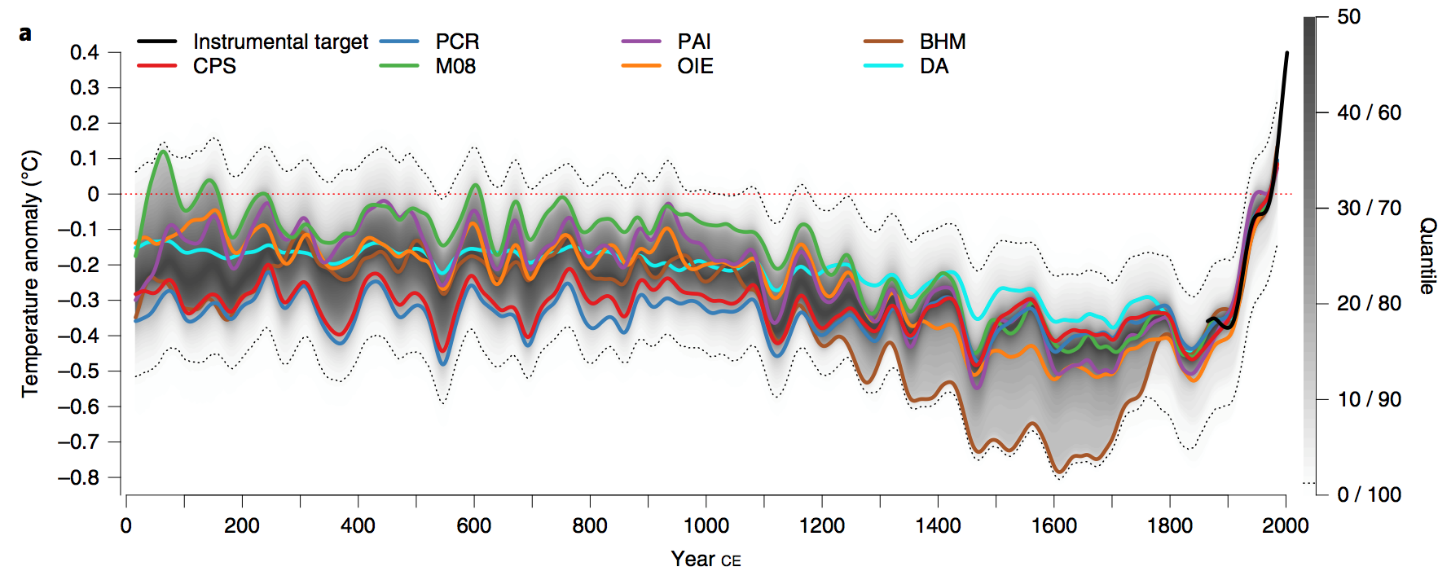 a
Instrumental target PCR PAI BHM
CPS M08 OIE DA
0.4
0.3
0.2
0.1
0
−0.1
−0.2
−0.3
−0.4
−0.5
−0.6
−0.7
−0.8
Temperature anomaly (°C)
0 200 400 600 800 1000 1200 1400 1600 1800 2000
Year CE
50
40 / 60
30 / 70
20 / 80
10 / 90
0 / 100
Quantile